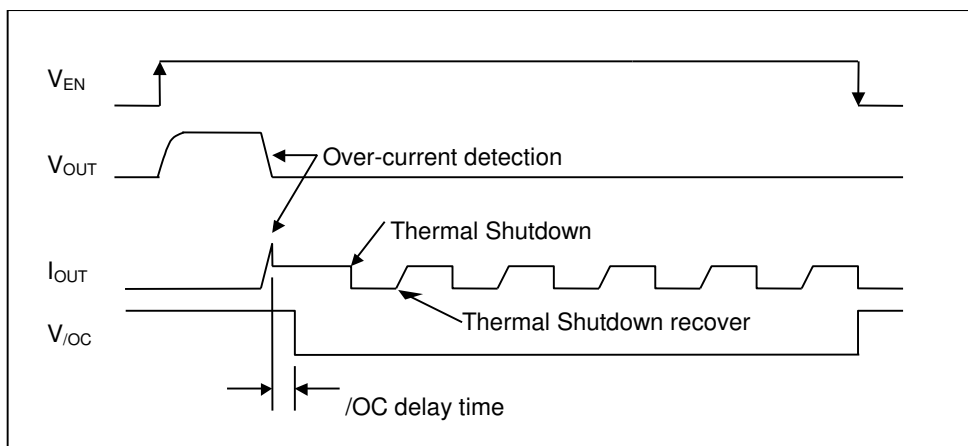 VEN
VOUT
Over-current detection
Thermal Shutdown
IOUT
Thermal Shutdown recover
V/OC
/OC delay time